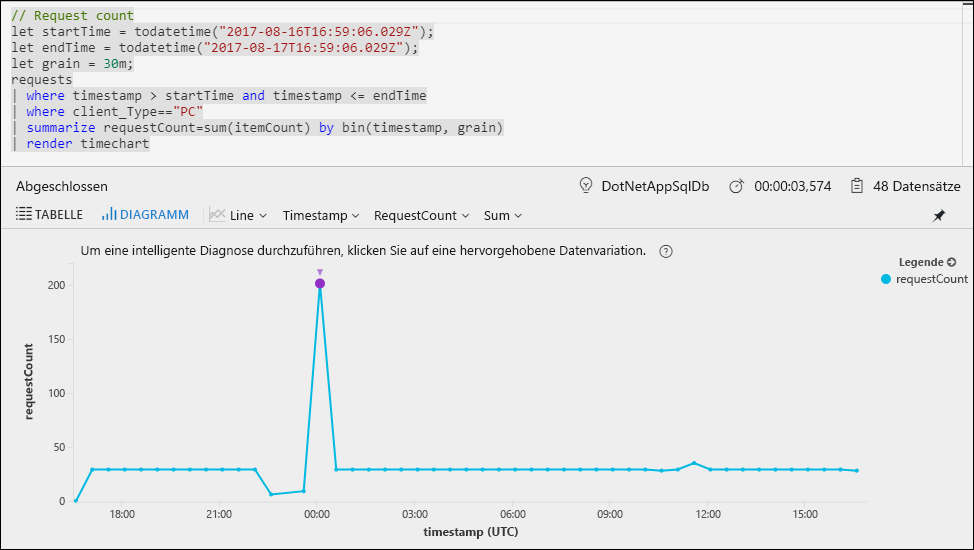 // Request count
let startTime = todatetime("2017-08-16T16:59:06.029Z");
let endTime = todatetime("2017-08-17T16:59:06.029Z");
let grain = 30m;
requests
| where timestamp > startTime and timestamp <= endTime
| where client_Type=="PC"
| summarize requestCount=sum(itemCount) by bin(timestamp, grain)
| render timechart
Abgeschlossen DotNetAppSqlDb 00:00:03,574 48 Datensätze
TABELLE DIAGRAMM Line Timestamp RequestCount Sum
Um eine intelligente Diagnose durchzuführen, klicken Sie auf eine hervorgehobene Datenvariation. ?
Legende
requestCount
200
150
100
50
0
requestCount
18:00 21:00 00:00 03:00 06:00 09:00 12:00 15:00
timestamp (UTC)